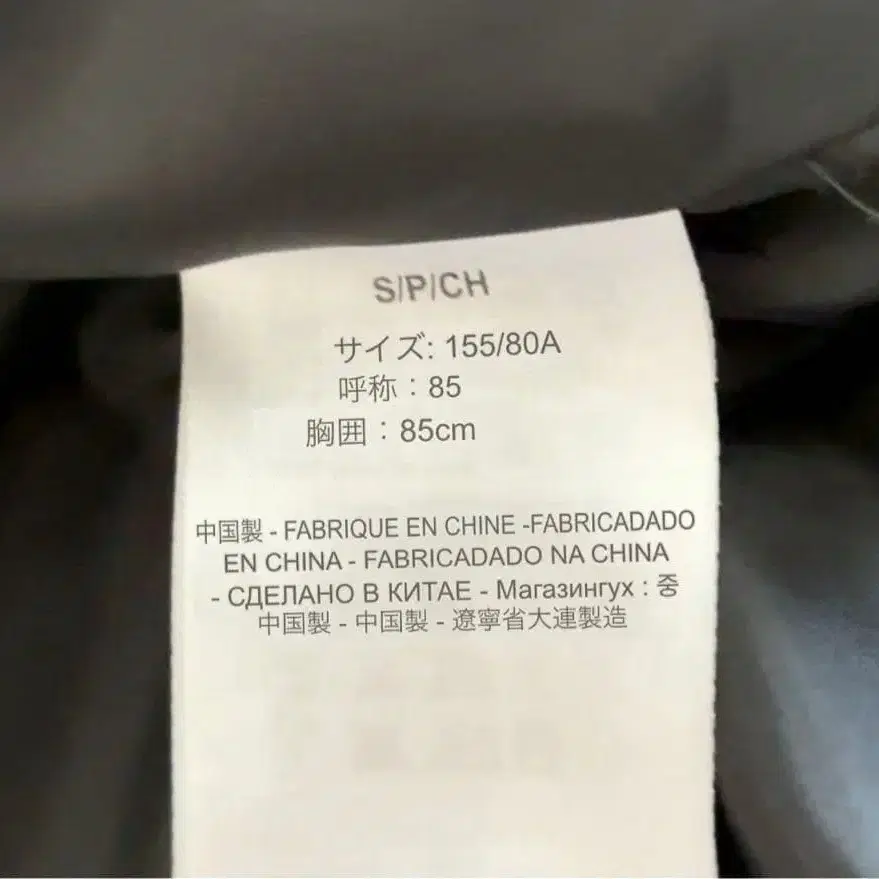 S/P/CH
サイズ: 155/80A
呼称：85
胸囲：85cm
中国製 - FABRIQUE EN CHINE -FABRICADADO
EN CHINA - FABRICADADO NA CHINA
- СДЕЛАНО В КИТАЕ - Магазингух : 중
中国製 - 中国製 - 遼寧省大連製造